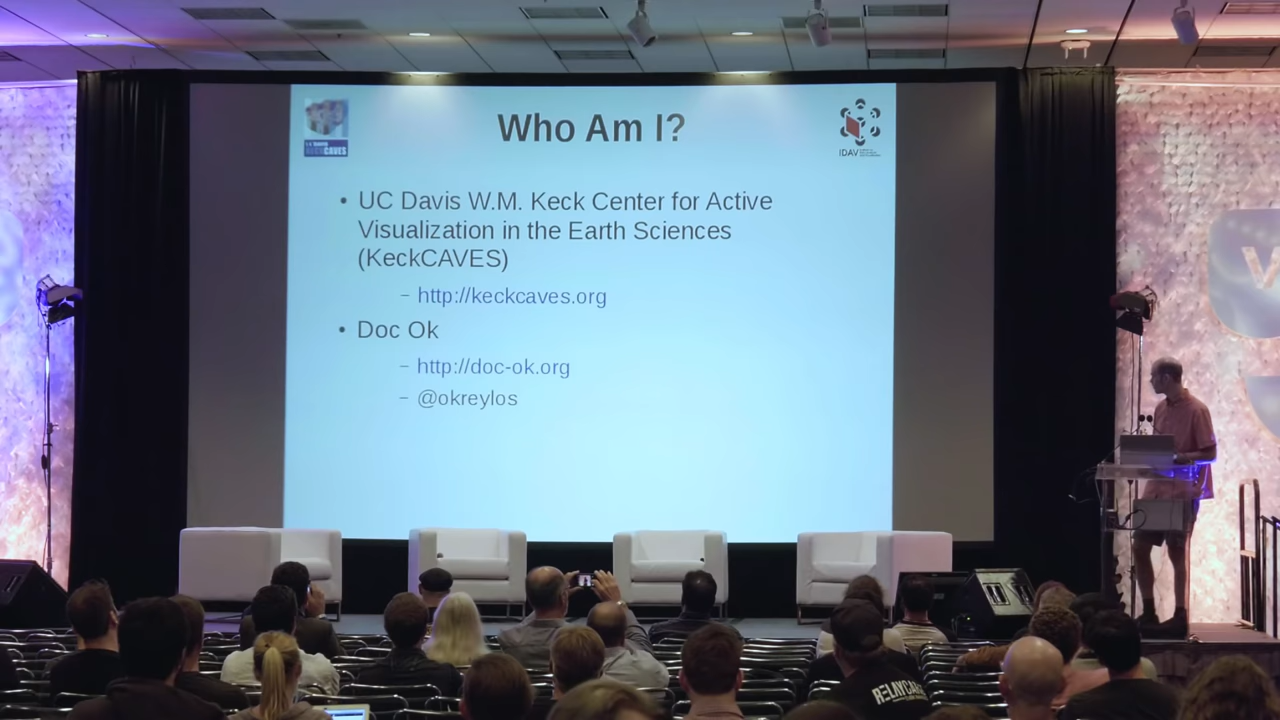 Who Am I?
KECKCAVES
IDAV
• UC Davis W.M. Keck Center for Active
Visualization in the Earth Sciences
(KeckCAVES)
– http://keckcaves.org
• Doc Ok
– http://doc-ok.org
– @okreylos